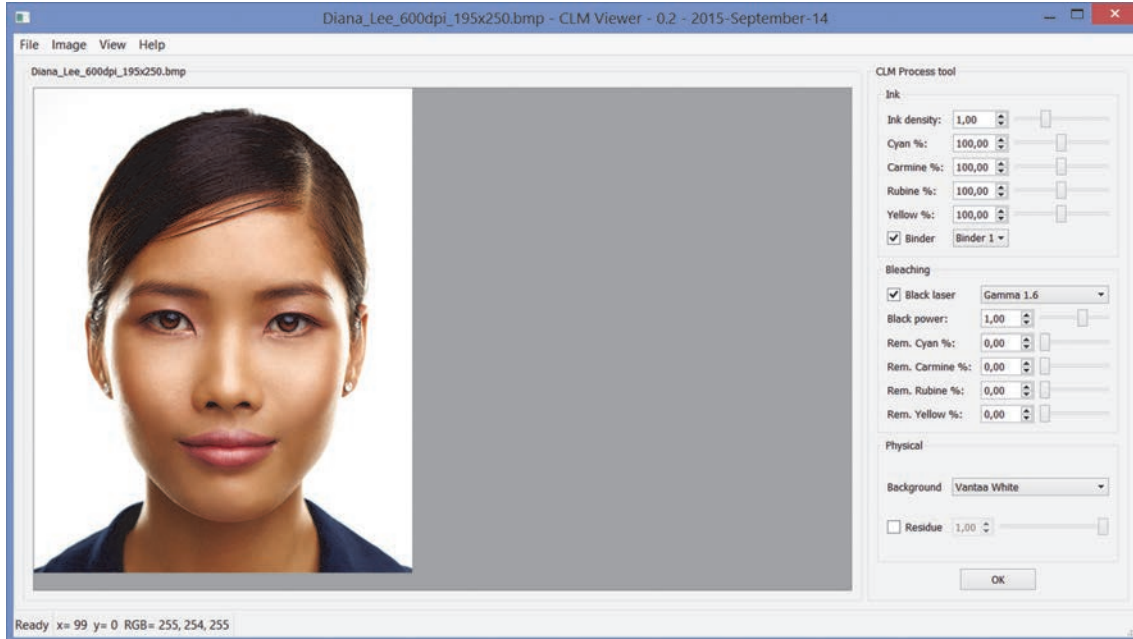 Diana_Lee_600dpi_195x250.bmp - CLM Viewer - 0.2 - 2015-September-14
File Image View Help
Diana_Lee_600dpi_195x250.bmp
CLM Process tool
Ink
Ink density: 1,00
Cyan %: 100,00
Carmine %: 100,00
Rubine %: 100,00
Yellow %: 100,00
Binder Binder 1
Bleaching
Black laser Gamma 1.6
Black power: 1,00
Rem. Cyan %: 0,00
Rem. Carmine %: 0,00
Rem. Rubine %: 0,00
Rem. Yellow %: 0,00
Physical
Background Vantaa White
Residue 1,00
OK
Ready x= 99 y= 0 RGB= 255, 254, 255